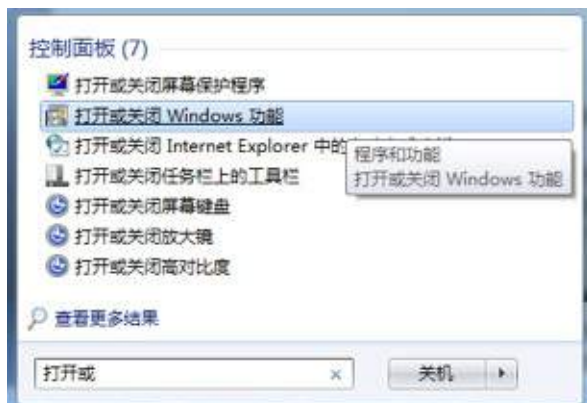 控制面板 (7)
打开或关闭屏幕保护程序
打开或关闭 Windows 功能
打开或关闭 Internet Explorer 中的
程序和功能
打开或关闭 Windows 功能
打开或关闭任务栏上的工具栏
打开或关闭屏幕键盘
打开或关闭放大镜
打开或关闭高对比度
查看更多结果
打开或
关机